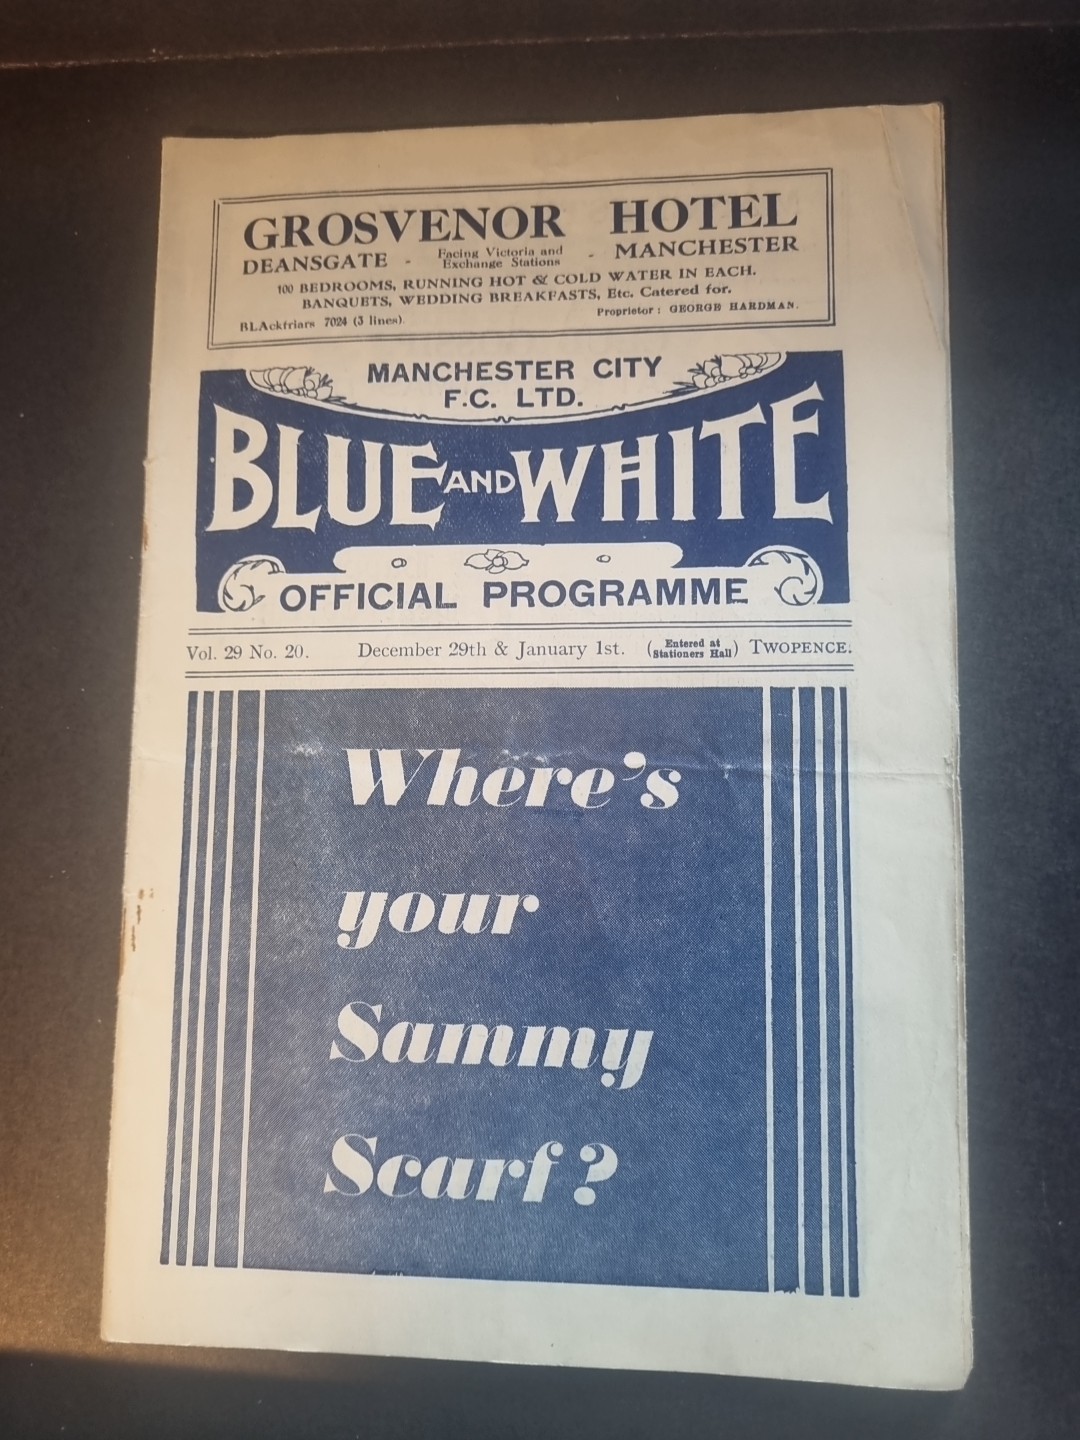 GROSVENOR HOTEL
DEANSGATE - Facing Victoria and Exchange Stations - MANCHESTER
100 BEDROOMS, RUNNING HOT & COLD WATER IN EACH.
BANQUETS, WEDDING BREAKFASTS, Etc. Catered for.
BLAckfriars 7024 (3 lines). Proprietor: GEORGE HARDMAN.
MANCHESTER CITY
F.C. LTD.
BLUE AND WHITE
OFFICIAL PROGRAMME
Vol. 29 No. 20. December 29th & January 1st. (Entered at Stationers Hall) TWOPENCE.
Where's
your
Sammy
Scarf?